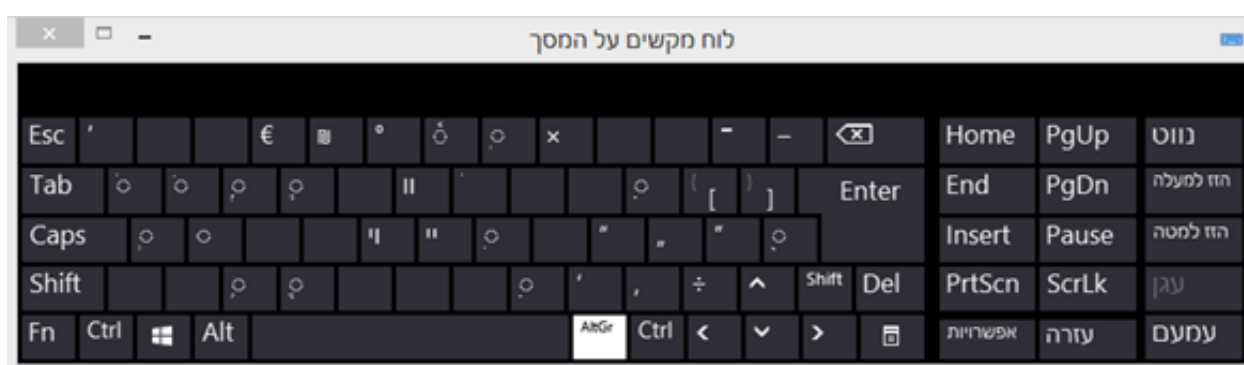 לוח מקשים על המסך
Esc ׳ € ₪ ° × ־ – Home PgUp נווט
Tab װ { [ } ] Enter End PgDn הזז למעלה
Caps ײ " „ " Insert Pause הזז למטה
Shift ' , ÷ ^ Shift Del PrtScn ScrLk עגן
Fn Ctrl Alt AltGr Ctrl < ˅ > אפשרויות עזרה עמעם